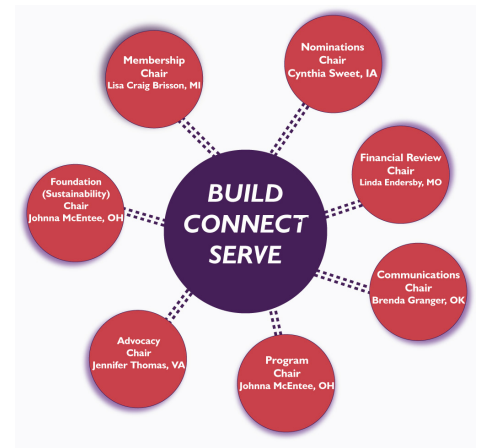 Membership
Chair
Lisa Craig Brisson, MI
Nominations
Chair
Cynthia Sweet, IA
Financial Review
Chair
Linda Endersby, MO
Foundation
(Sustainability)
Chair
Johnna McEntee, OH
BUILD
CONNECT
SERVE
Communications
Chair
Brenda Granger, OK
Advocacy
Chair
Jennifer Thomas, VA
Program
Chair
Johnna McEntee, OH